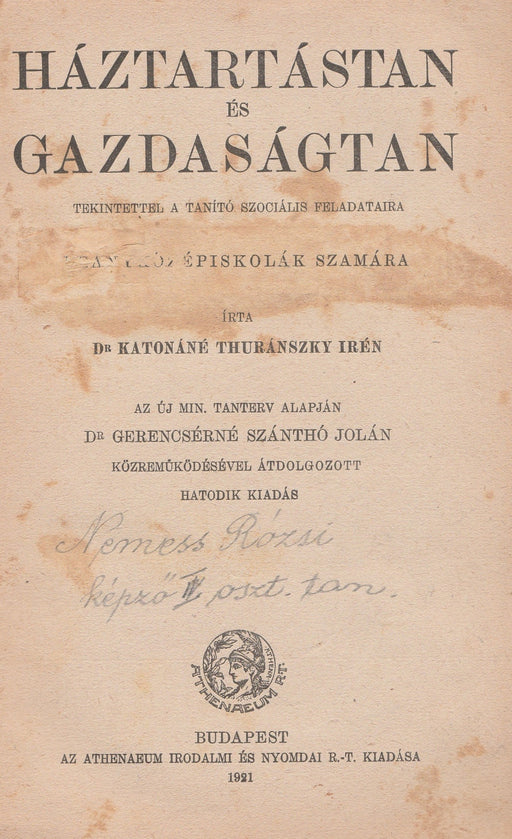 HÁZTARTÁSTAN
ÉS
GAZDASÁGTAN
TEKINTETTEL A TANÍTÓ SZOCIÁLIS FELADATAIRA
SZÁMÁRA
ÍRTA
DR KATONÁNÉ THURÁNSZKY IRÉN
AZ ÚJ MIN. TANTERV ALAPJÁN
DR GERENCSÉRNÉ SZÁNTHÓ JOLÁN
KÖZREMŰKÖDÉSÉVEL ÁTDOLGOZOTT
HATODIK KIADÁS
Nemess Rózsi
képző oszt. tan.
ATHENAEUM R.T.
BUDAPEST
AZ ATHENAEUM IRODALMI ÉS NYOMDAI R.-T. KIADÁSA
1921